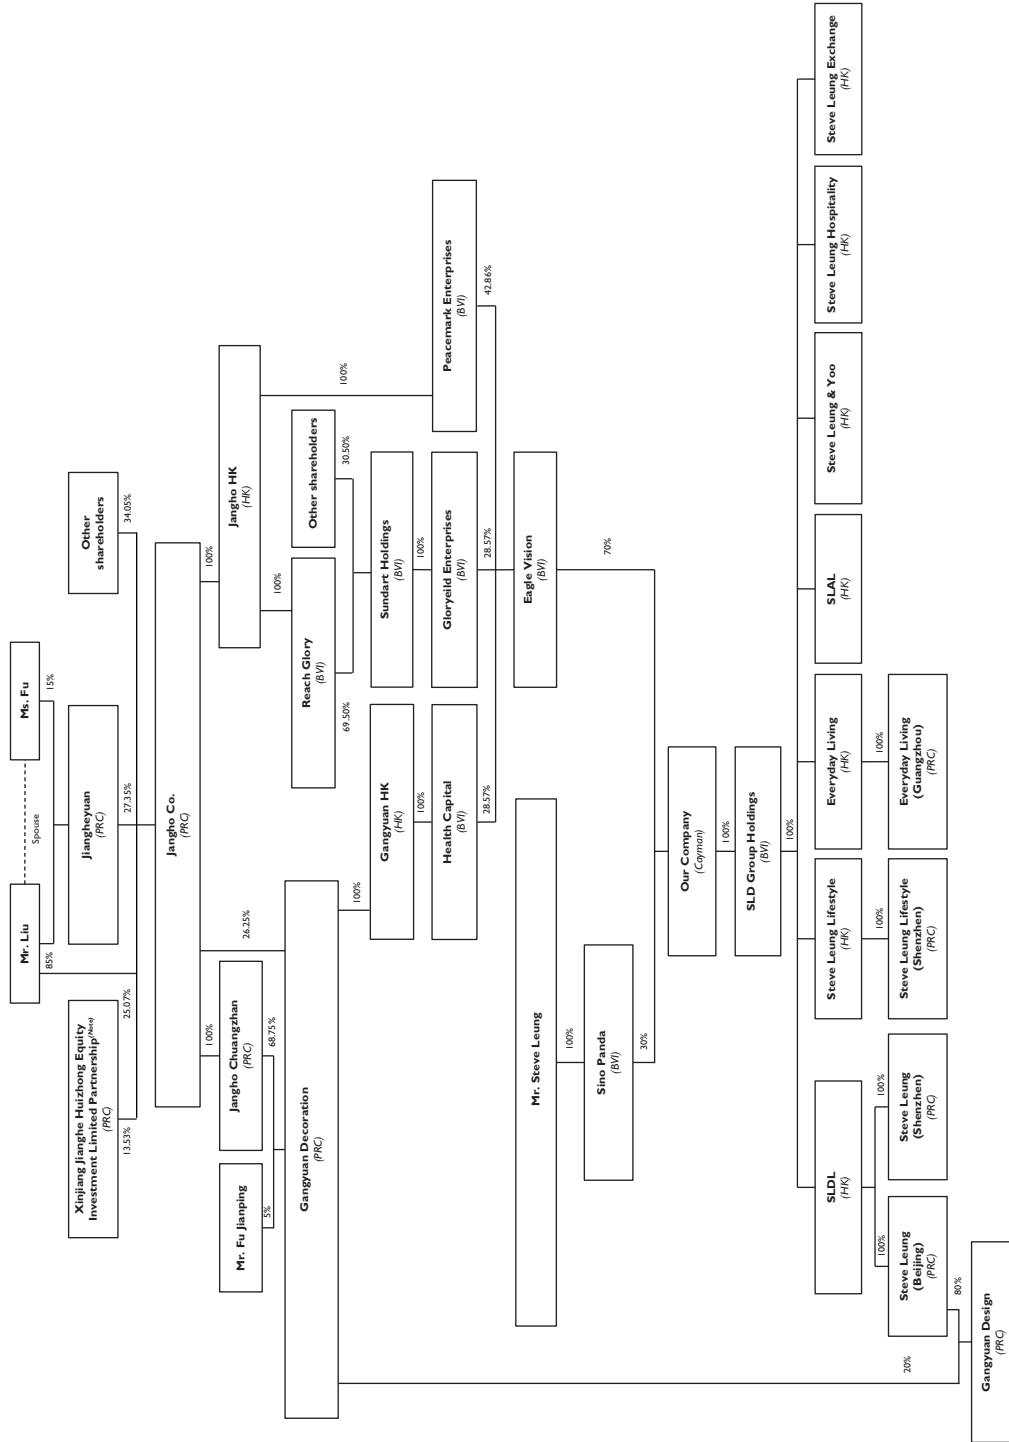 Mr. Liu
Spouse
Ms. Fu
85%
15%
Xinjiang Jianghe Huizhong Equity
Investment Limited Partnership(Note)
(PRC)
Jiangheyuan
(PRC)
Other
shareholders
13.53%
25.07%
27.35%
34.05%
Jangho Co.
(PRC)
100%
26.25%
100%
Mr. Fu Jianping
Jangho Chuangzhan
(PRC)
Jangho HK
(HK)
5%
68.75%
100%
100%
Gangyuan Decoration
(PRC)
Reach Glory
(BVI)
Other shareholders
69.50%
30.50%
100%
Gangyuan HK
(HK)
Sundart Holdings
(BVI)
100%
100%
Health Capital
(BVI)
Gloryeild Enterprises
(BVI)
Peacemark Enterprises
(BVI)
28.57%
28.57%
42.86%
Mr. Steve Leung
Eagle Vision
(BVI)
100%
Sino Panda
(BVI)
30%
70%
Our Company
(Cayman)
100%
SLD Group Holdings
(BVI)
100%
SLDL
(HK)
Steve Leung Lifestyle
(HK)
Everyday Living
(HK)
SLAL
(HK)
Steve Leung & Yoo
(HK)
Steve Leung Hospitality
(HK)
Steve Leung Exchange
(HK)
100%
100%
100%
100%
Steve Leung
(Beijing)
(PRC)
Steve Leung
(Shenzhen)
(PRC)
Steve Leung Lifestyle
(Shenzhen)
(PRC)
Everyday Living
(Guangzhou)
(PRC)
20%
80%
Gangyuan Design
(PRC)